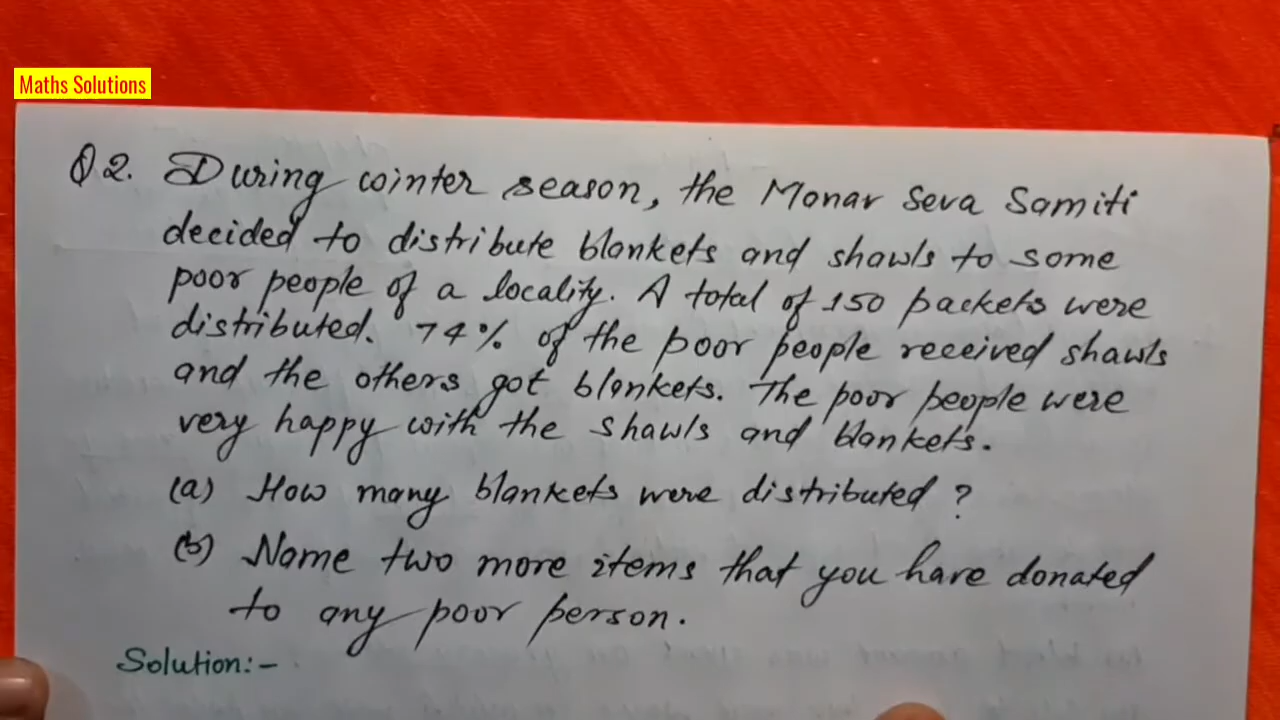 Maths Solutions
Q2. During winter season, the Monav Seva Samiti
decided to distribute blankets and shawls to some
poor people of a locality. A total of 150 packets were
distributed. 74% of the poor people received shawls
and the others got blankets. The poor people were
very happy with the shawls and blankets.
(a) How many blankets were distributed ?
(b) Name two more items that you have donated
to any poor person.
Solution:-